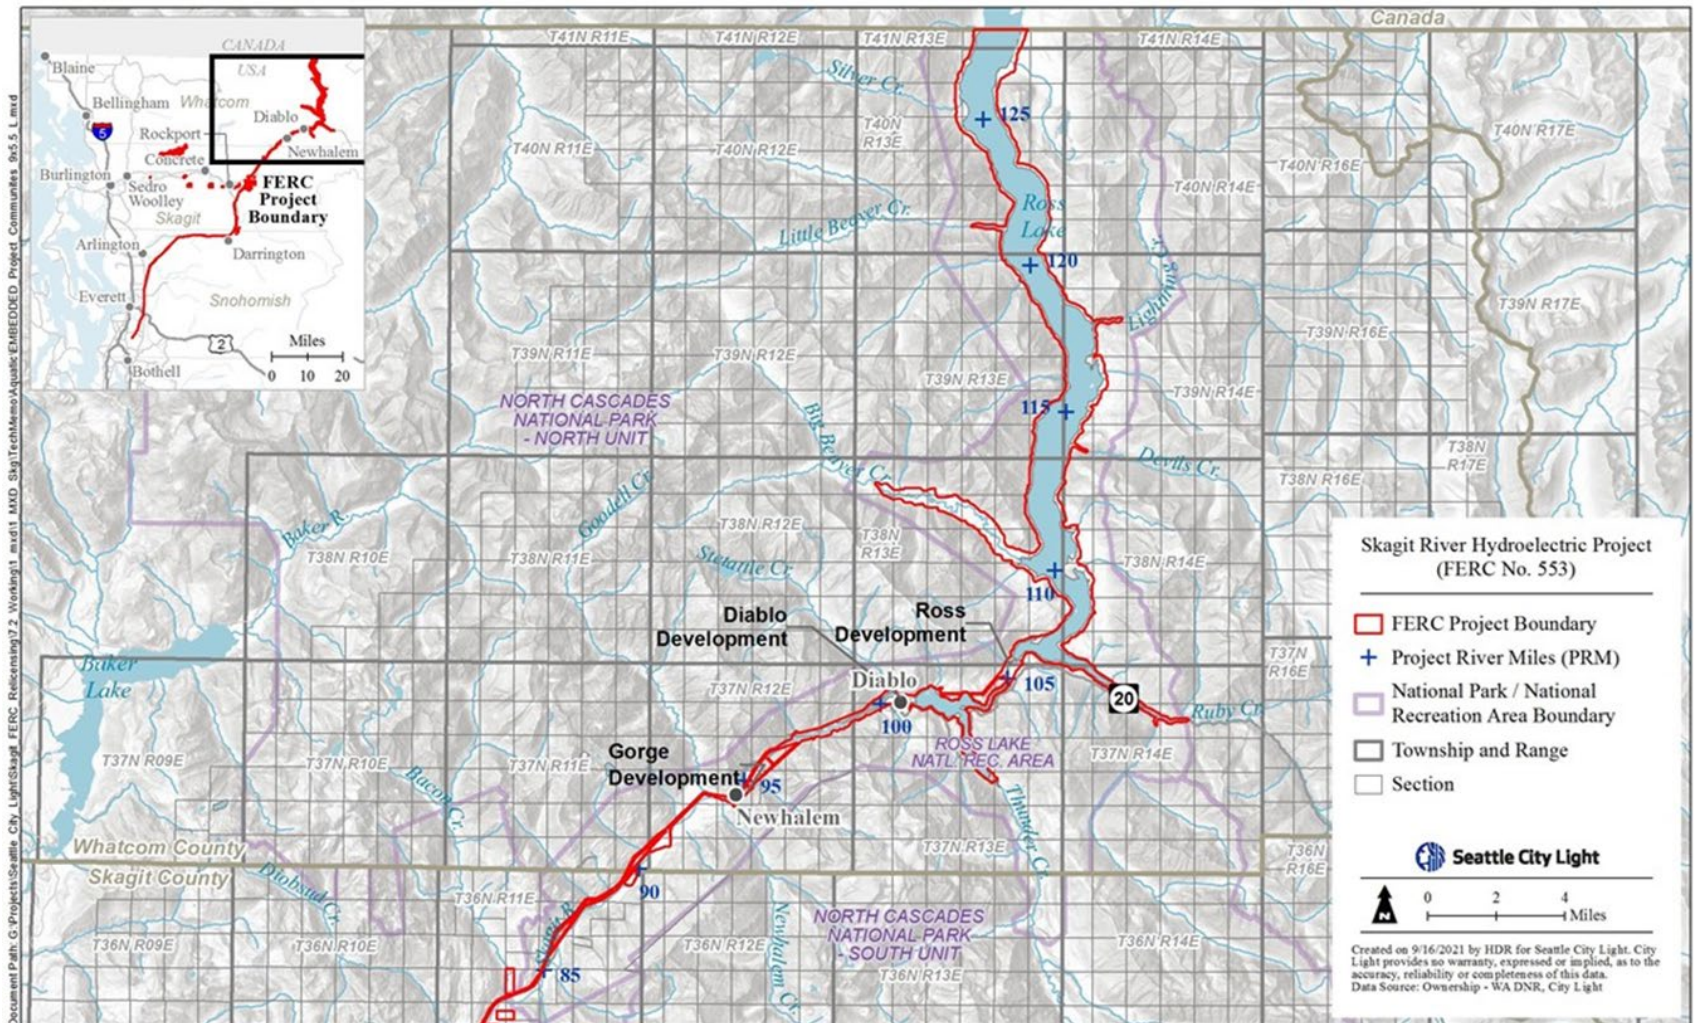 Canada
T41N R11E
T41N R12E
T41N R13E
T41N R14E
CANADA
USA
Blaine
Bellingham
Whatcom
5
Diablo
Rockport
Newhalem
Concrete
Burlington
Sedro
Woolley
Skagit
FERC
Project
Boundary
Arlington
Darrington
Everett
Snohomish
2
Miles
0 10 20
Bothell
Silver Cr.
125
T40N
R13E
T40N R11E
T40N R12E
T40N R14E
T40N R16E
T40N R17E
Little Beaver Cr.
Ross
Lake
120
Lightning Cr.
T39N R11E
T39N R12E
T39N R13E
T39N R14E
T39N R16E
T39N R17E
115
NORTH CASCADES
NATIONAL PARK
- NORTH UNIT
Big Beaver Cr.
Devils Cr.
T38N
R17E
T38N R16E
Goodell Cr.
Baker R.
T38N R10E
T38N R11E
T38N R12E
T38N
R13E
T38N R14E
Stetattle Cr.
110
Diablo
Development
Ross
Development
Baker
Lake
T37N
R16E
T37N R12E
Diablo
105
20
Ruby Cr.
100
ROSS LAKE
NATL. REC. AREA
T37N R09E
T37N R10E
T37N R11E
T37N R14E
Gorge
Development
95
Newhalem
Bacon Cr.
Thunder Cr.
T37N R13E
T36N
R16E
Whatcom County
Skagit County
Diobsud Cr.
90
T36N R11E
Newhalem Cr.
NORTH CASCADES
NATIONAL PARK
- SOUTH UNIT
T36N R09E
T36N R10E
T36N R12E
T36N R13E
T36N R14E
85
Skagit River Hydroelectric Project
(FERC No. 553)
FERC Project Boundary
Project River Miles (PRM)
National Park / National
Recreation Area Boundary
Township and Range
Section
Seattle City Light
N
0 2 4
Miles
Created on 9/16/2021 by HDR for Seattle City Light. City
Light provides no warranty, expressed or implied, as to the
accuracy, reliability or completeness of this data.
Data Source: Ownership - WA DNR, City Light